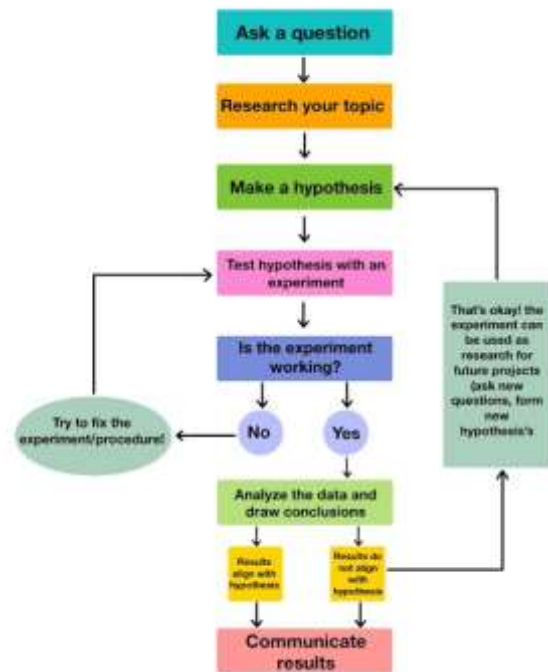 Ask a question
Research your topic
Make a hypothesis
Test hypothesis with an
experiment
Is the experiment
working?
No
Yes
Try to fix the
experiment/procedure!
Analyze the data and
draw conclusions
Results
align with
hypothesis
Results do
not align
with
hypothesis
That's okay! the
experiment can
be used as
research for
future projects
(ask new
questions, form
new
hypothesis's
Communicate
results